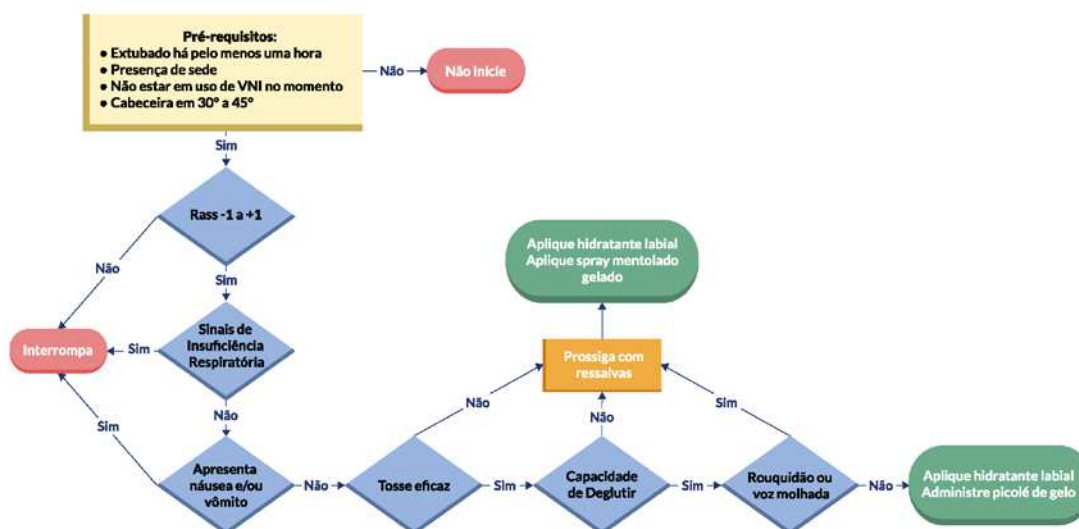 Pré-requisitos:
● Extubado há pelo menos uma hora
● Presença de sede
● Não estar em uso de VNI no momento
● Cabeceira em 30° a 45°
Não
Não Inicie
Sim
Rass -1 a +1
Não
Sim
Interrompa
Sim
Sinais de
Insuficiência
Respiratória
Sim
Não
Apresenta
náusea e/ou
vômito
Não
Tosse eficaz
Não
Sim
Capacidade
de Deglutir
Não
Sim
Rouquidão ou
voz molhada
Sim
Não
Prossiga com
ressalvas
Aplique hidratante labial
Aplique spray mentolado
gelado
Aplique hidratante labial
Administre picolé de gelo